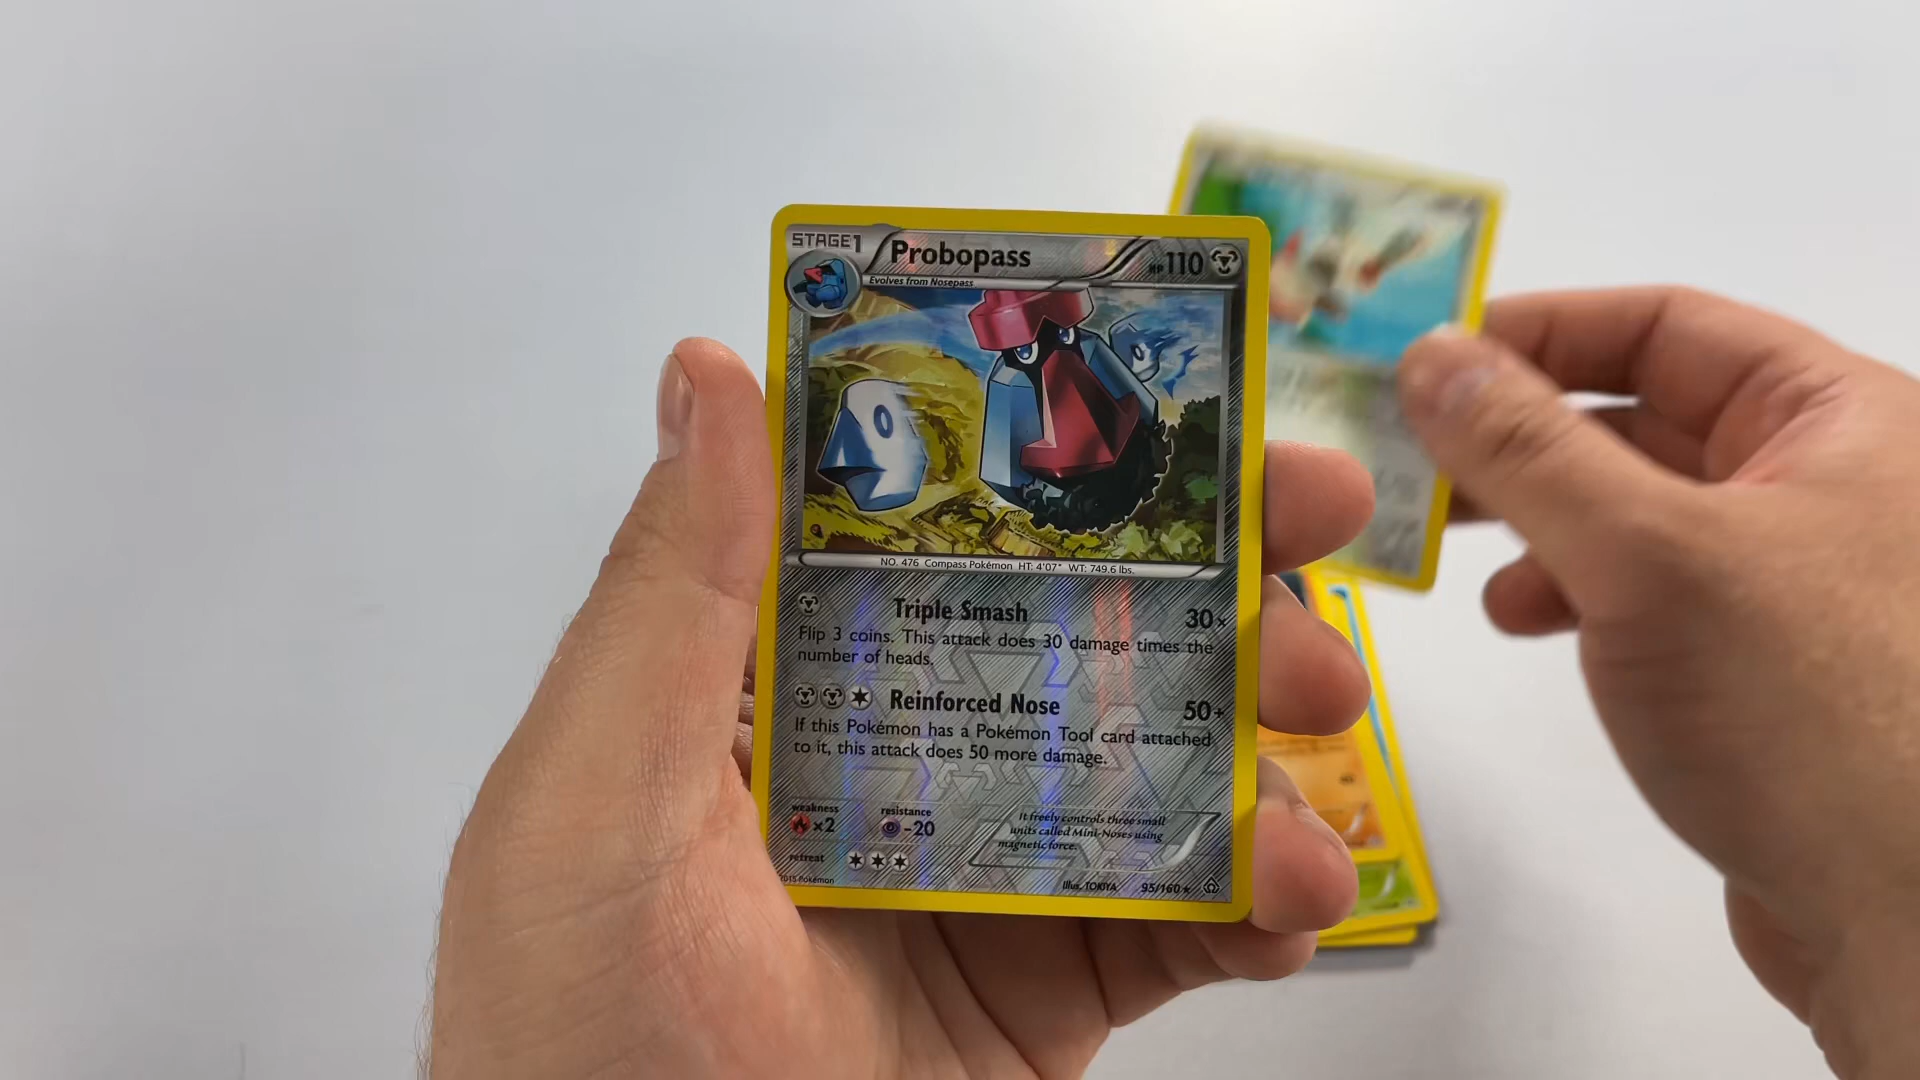 STAGE1 Probopass HP110
Evolves from Nosepass
NO. 476 Compass Pokémon HT: 4'07" WT: 749.6 lbs.
Triple Smash 30×
Flip 3 coins. This attack does 30 damage times the
number of heads.
Reinforced Nose 50+
If this Pokémon has a Pokémon Tool card attached
to it, this attack does 50 more damage.
weakness resistance
×2 -20
It freely controls three small
units called Mini-Noses using
magnetic force.
retreat
2015 Pokémon Illus. TOKIYA 95/160 ★